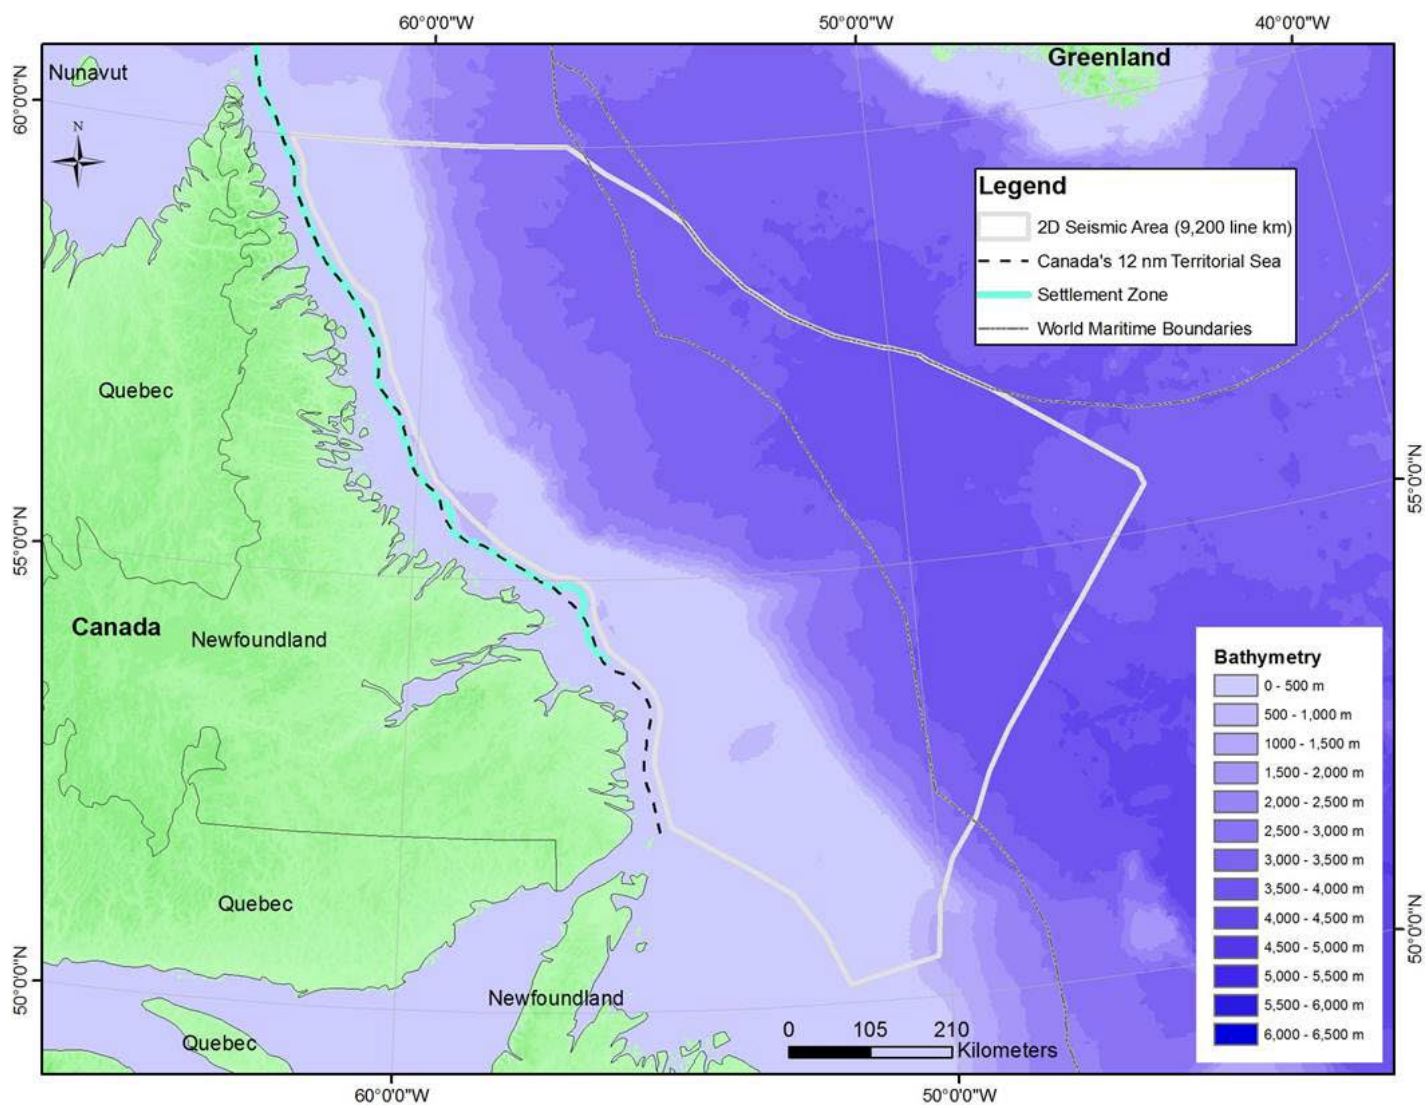 60°0'0"W
50°0'0"W
40°0'0"W
Nunavut
Greenland
60°0'0"N
N
Legend
2D Seismic Area (9,200 line km)
Canada's 12 nm Territorial Sea
Settlement Zone
World Maritime Boundaries
Quebec
55°0'0"N
55°0'0"N
Canada
Newfoundland
Bathymetry
0 - 500 m
500 - 1,000 m
1000 - 1,500 m
1,500 - 2,000 m
2,000 - 2,500 m
2,500 - 3,000 m
3,000 - 3,500 m
3,500 - 4,000 m
4,000 - 4,500 m
4,500 - 5,000 m
5,000 - 5,500 m
5,500 - 6,000 m
6,000 - 6,500 m
Quebec
50°0'0"N
50°0'0"N
Newfoundland
Quebec
0 105 210
Kilometers
60°0'0"W
50°0'0"W